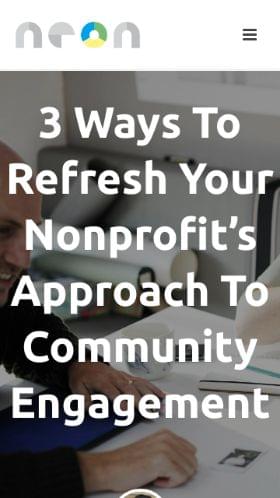 neon
3 Ways To
Refresh Your
Nonprofit’s
Approach To
Community
Engagement